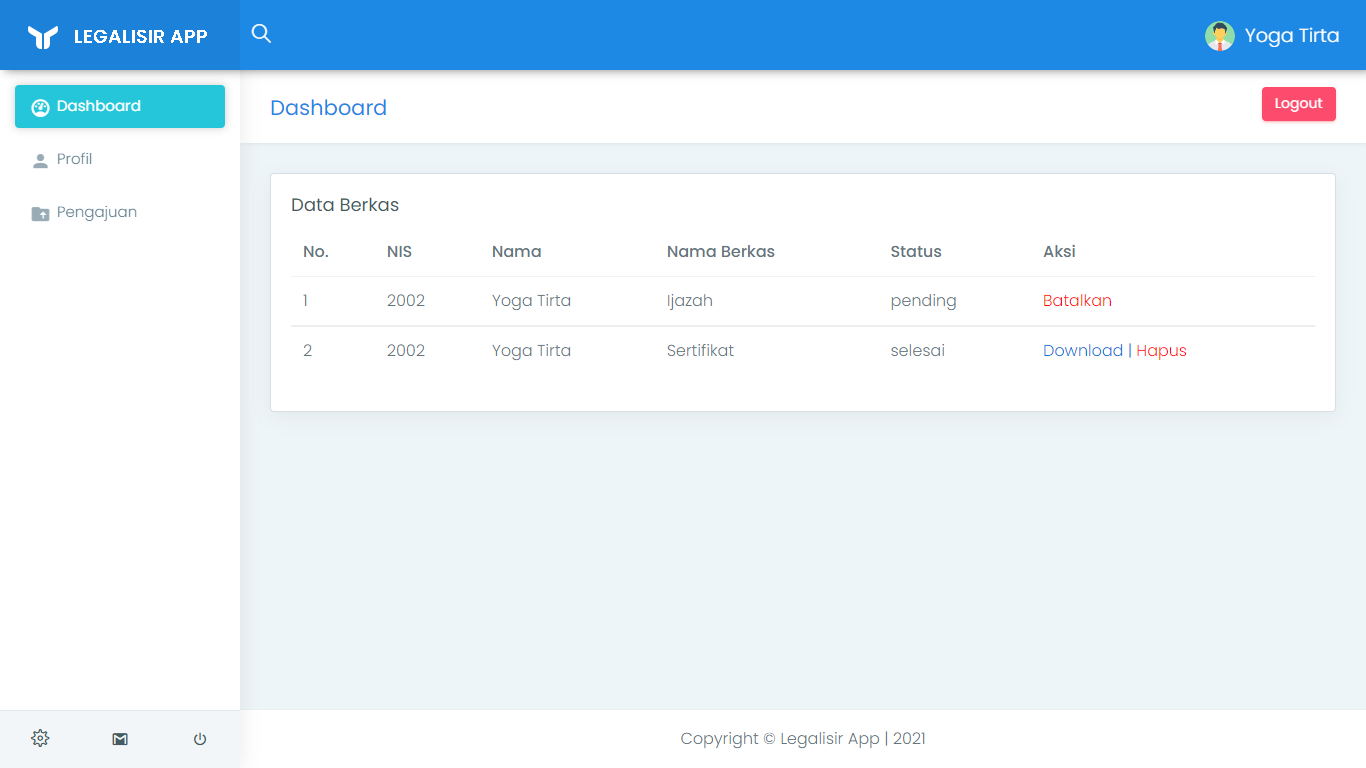 LEGALISIR APP
Yoga Tirta
Dashboard
Profil
Pengajuan
Dashboard
Logout
Data Berkas
No. NIS Nama Nama Berkas Status Aksi
1 2002 Yoga Tirta Ijazah pending Batalkan
2 2002 Yoga Tirta Sertifikat selesai Download | Hapus
Copyright © Legalisir App | 2021